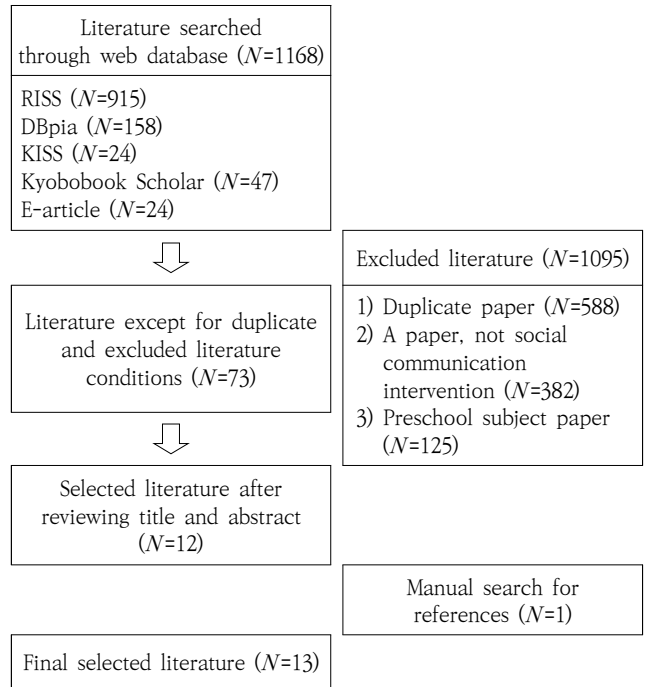 Literature searched
through web database (N=1168)
RISS (N=915)
DBpia (N=158)
KISS (N=24)
Kyobobook Scholar (N=47)
E-article (N=24)
Excluded literature (N=1095)
1) Duplicate paper (N=588)
2) A paper, not social
communication
intervention (N=382)
3) Preschool subject paper
(N=125)
Literature except for duplicate
and excluded literature
conditions (N=73)
Selected literature after
reviewing title and abstract
(N=12)
Manual search for
references (N=1)
Final selected literature (N=13)